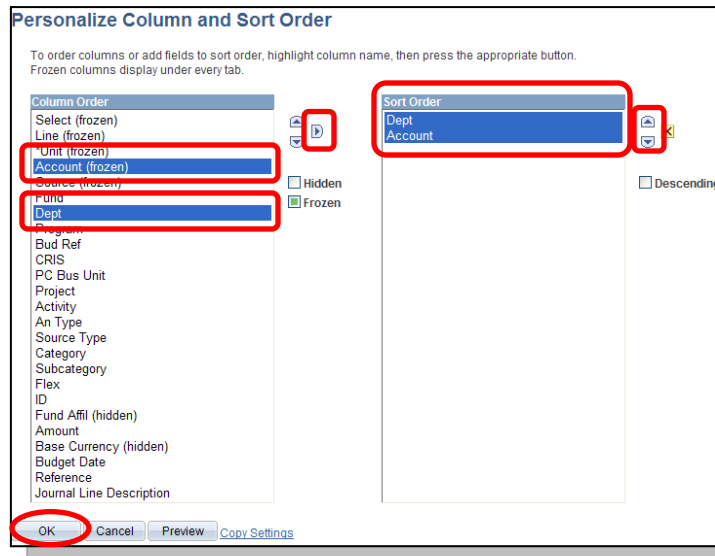 Personalize Column and Sort Order
To order columns or add fields to sort order, highlight column name, then press the appropriate button.
Frozen columns display under every tab.
Column Order
Select (frozen)
Line (frozen)
*Unit (frozen)
Account (frozen)
Source (frozen)
Fund
Dept
Program
Bud Ref
CRIS
PC Bus Unit
Project
Activity
An Type
Source Type
Category
Subcategory
Flex
ID
Fund Affil (hidden)
Amount
Base Currency (hidden)
Budget Date
Reference
Journal Line Description
Hidden
Frozen
Sort Order
Dept
Account
Descending
OK Cancel Preview Copy Settings